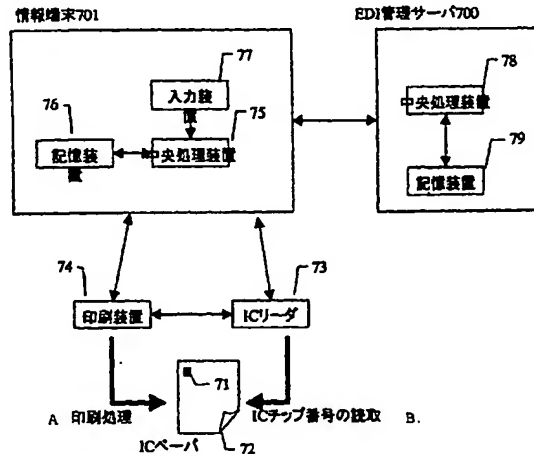 情報端末701
EDI管理サーバ700
77
入力装置
76
75
記憶装置
中央処理装置
78
中央処理装置
79
記憶装置
74
73
印刷装置
ICリーダ
71
A 印刷処理
ICチップ番号の読取 B.
ICペーパ
72